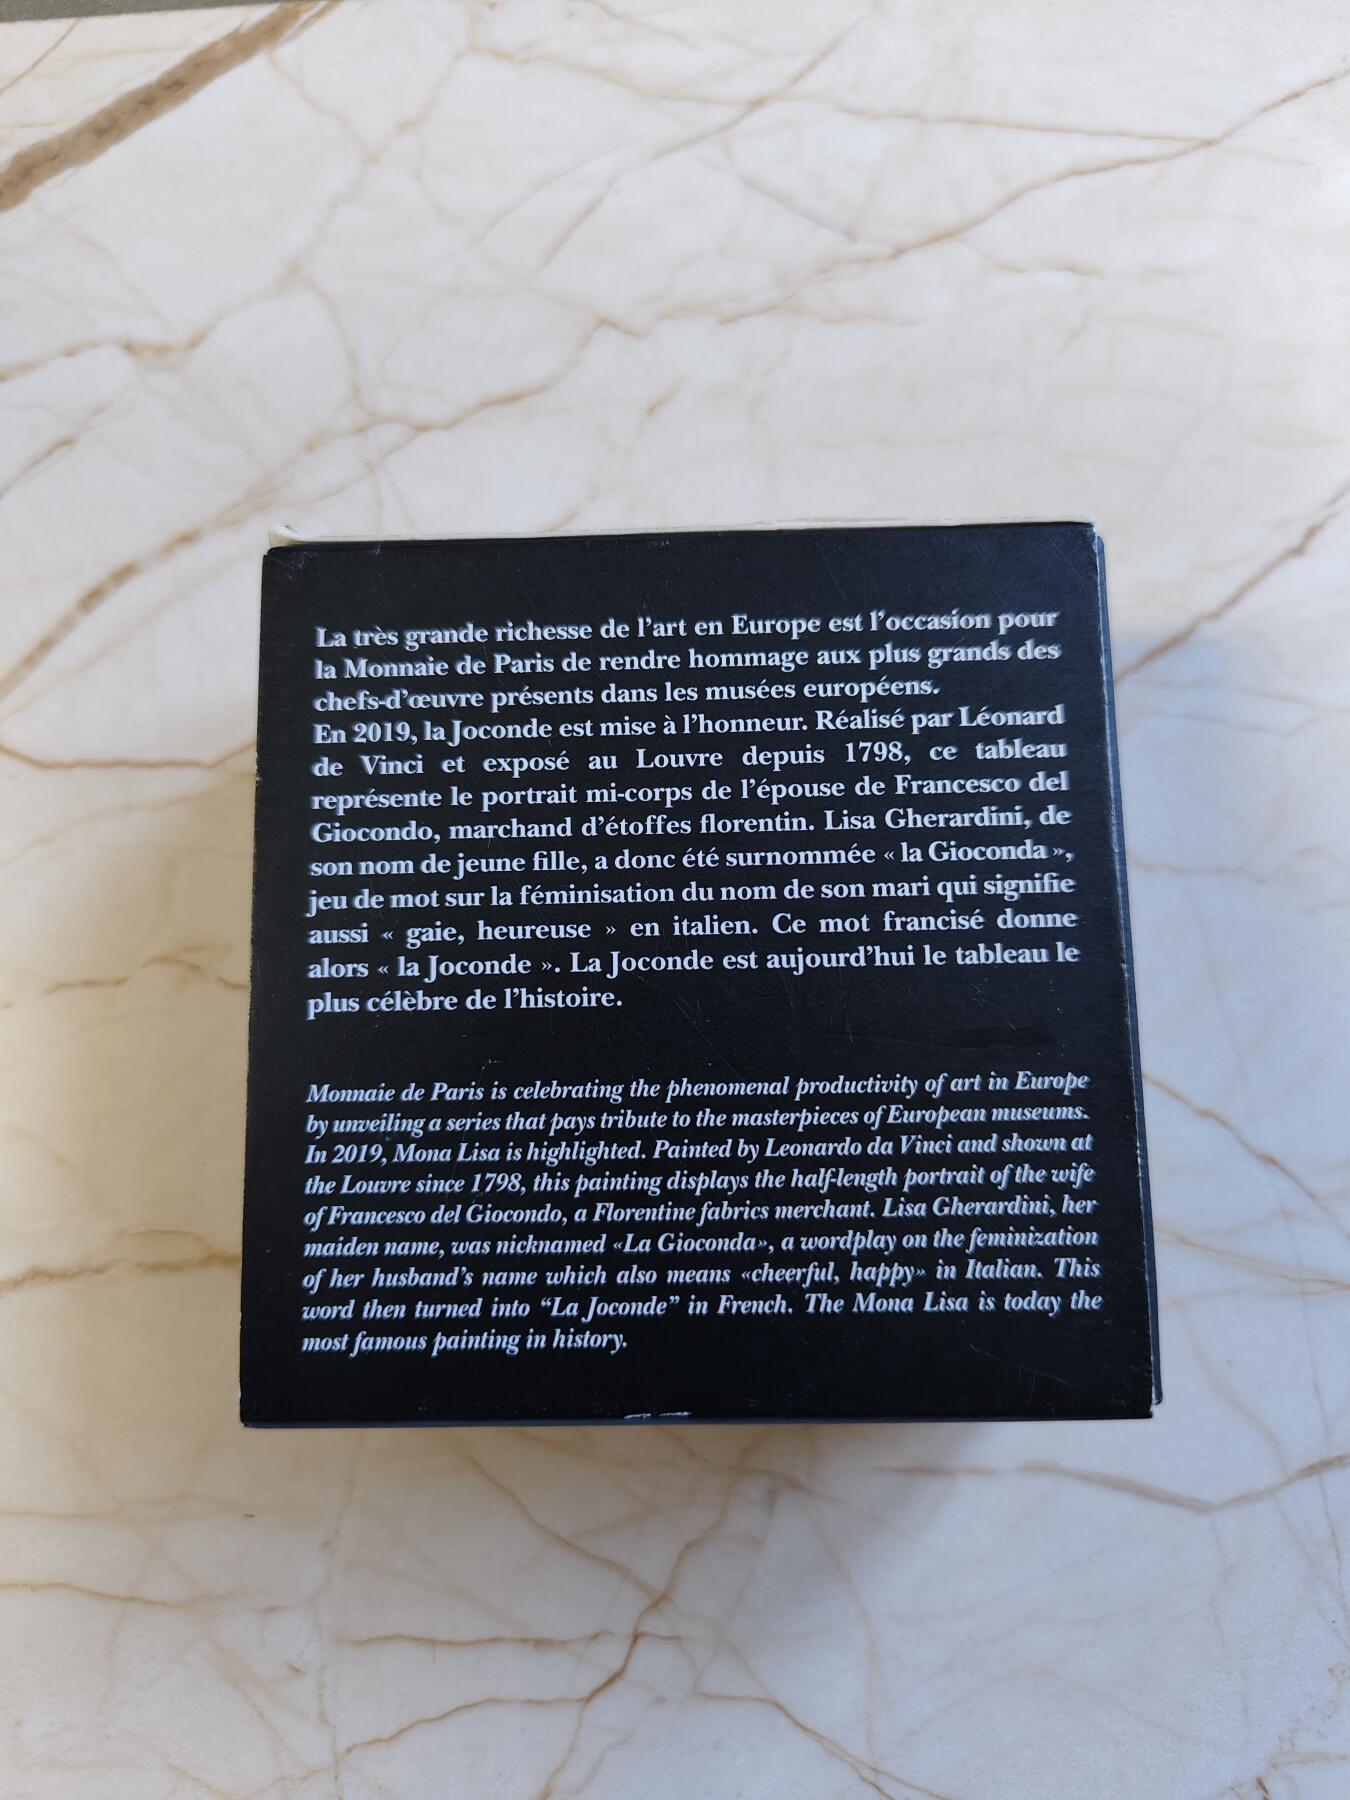 La très grande richesse de l'art en Europe est l'occasion pour
la Monnaie de Paris de rendre hommage aux plus grands des
chefs-d'œuvre présents dans les musées européens.
En 2019, la Joconde est mise à l'honneur. Réalisé par Léonard
de Vinci et exposé au Louvre depuis 1798, ce tableau
représente le portrait mi-corps de l'épouse de Francesco del
Giocondo, marchand d'étoffes florentin. Lisa Gherardini, de
son nom de jeune fille, a donc été surnommée « la Gioconda »,
jeu de mot sur la féminisation du nom de son mari qui signifie
aussi « gaie, heureuse » en italien. Ce mot francisé donne
alors « la Joconde ». La Joconde est aujourd'hui le tableau le
plus célèbre de l'histoire.
Monnaie de Paris is celebrating the phenomenal productivity of art in Europe
by unveiling a series that pays tribute to the masterpieces of European museums.
In 2019, Mona Lisa is highlighted. Painted by Leonardo da Vinci and shown at
the Louvre since 1798, this painting displays the half-length portrait of the wife
of Francesco del Giocondo, a Florentine fabrics merchant. Lisa Gherardini, her
maiden name, was nicknamed «La Gioconda», a wordplay on the feminization
of her husband's name which also means «cheerful, happy» in Italian. This
word then turned into “La Joconde” in French. The Mona Lisa is today the
most famous painting in history.